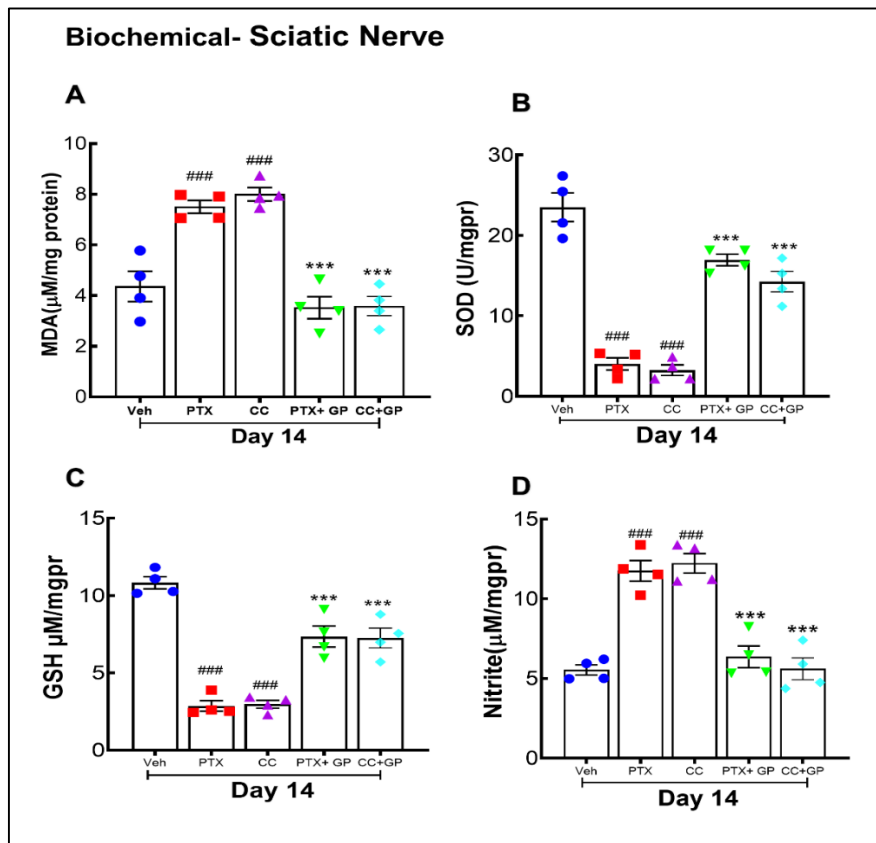 Biochemical- Sciatic Nerve
A
MDA(μM/mg protein)
10
8
6
4
2
0
###
###
***
***
Veh PTX CC PTX+ GP CC+GP
Day 14
B
SOD (U/mgpr)
30
20
10
0
###
###
***
***
Veh PTX CC PTX+ GP CC+GP
Day 14
C
GSH μM/mgpr
15
10
5
0
###
###
***
***
Veh PTX CC PTX+ GP CC+GP
Day 14
D
Nitrite(μM/mgpr)
15
10
5
0
###
###
***
***
Veh PTX CC PTX+ GP CC+GP
Day 14